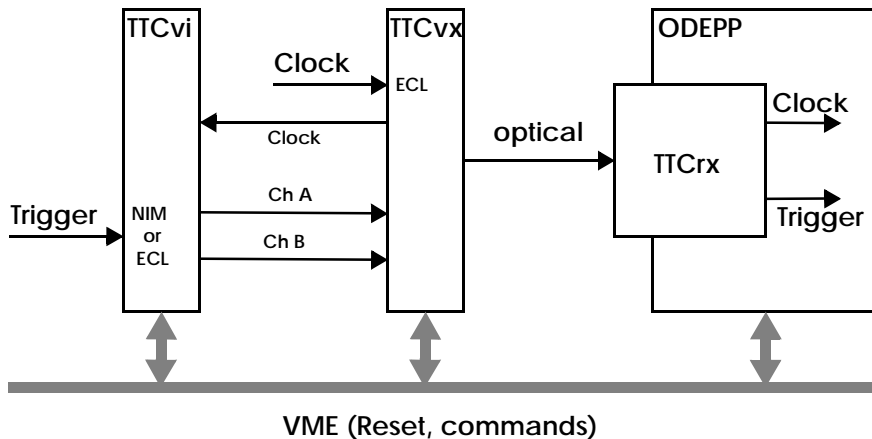 TTCvi
TTCvx
ODEPP
Clock
ECL
Clock
Clock
optical
TTCrx
Ch A
Trigger
NIM
or
ECL
Ch B
Trigger
VME (Reset, commands)